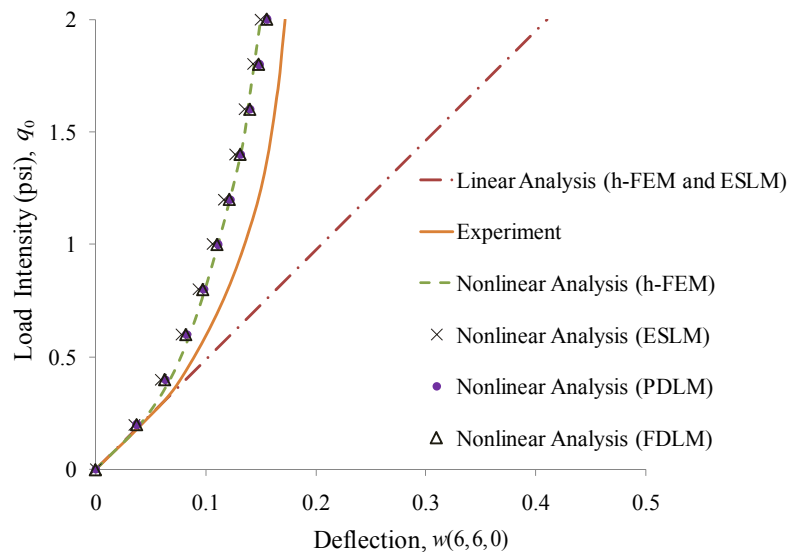 2
1.5
1
0.5
0
0
0.1
0.2
0.3
0.4
0.5
Load Intensity (psi), q₀
Deflection, w(6,6,0)
Linear Analysis (h-FEM and ESLM)
Experiment
Nonlinear Analysis (h-FEM)
Nonlinear Analysis (ESLM)
Nonlinear Analysis (PDLM)
Nonlinear Analysis (FDLM)